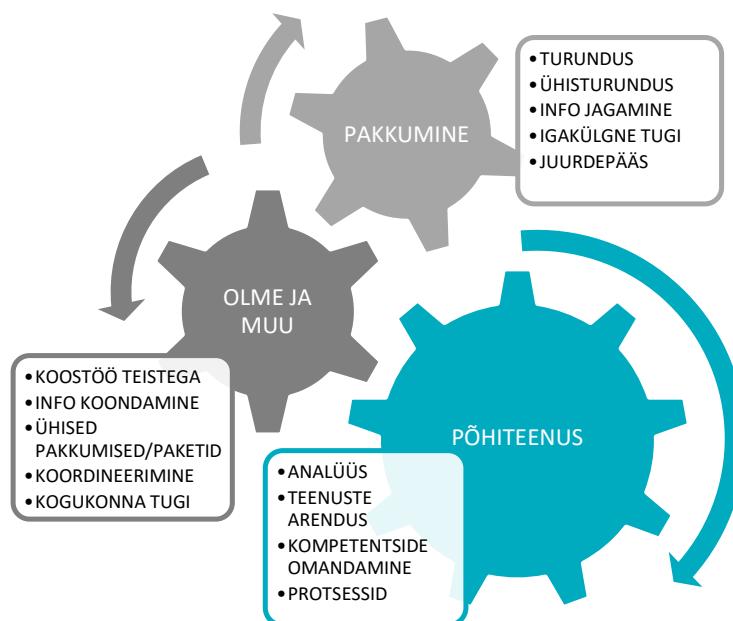 PAKKUMINE
•TURUNDUS
•ÜHISTURUNDUS
•INFO JAGAMINE
•IGAKÜLGNE TUGI
•JUURDEPÄÄS
OLME JA
MUU
•KOOSTÖÖ TEISTEGA
•INFO KOONDAMINE
•ÜHISED
PAKKUMISED/PAKETID
•KOORDINEERIMINE
•KOGUKONNA TUGI
PÕHITEENUS
•ANALÜÜS
•TEENUSTE
ARENDUS
•KOMPETENTSIDE
OMANDAMINE
•PROTSESSID